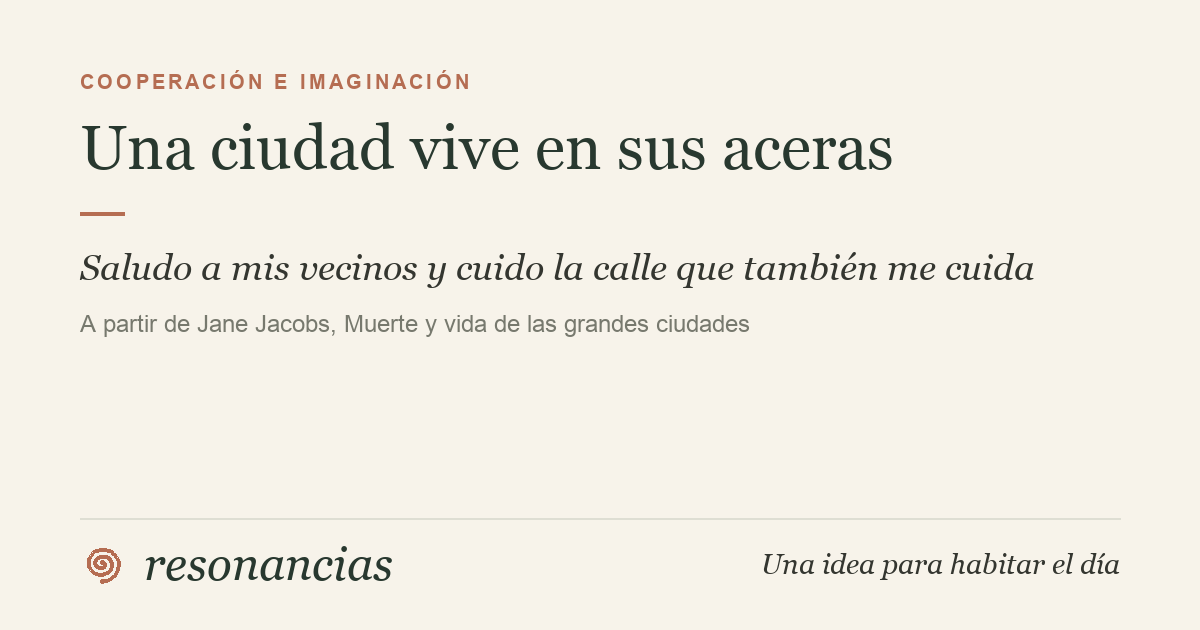 COOPERACIÓN E IMAGINACIÓN
Una ciudad vive en sus aceras
Saludo a mis vecinos y cuido la calle que también me cuida
A partir de Jane Jacobs, Muerte y vida de las grandes ciudades
resonancias
Una idea para habitar el día